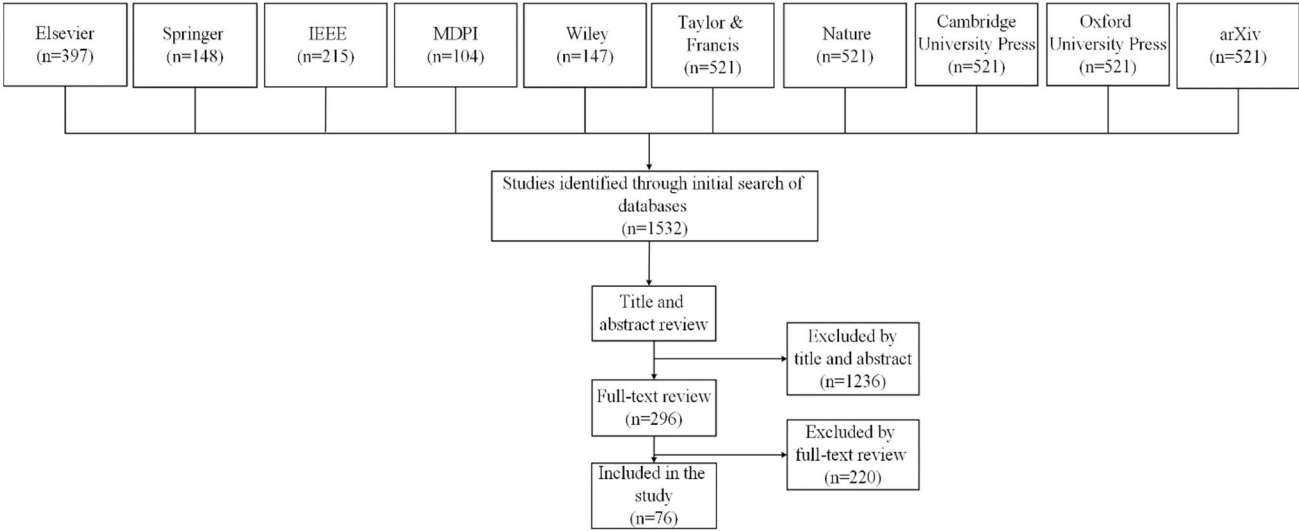 Elsevier
(n=397)
Springer
(n=148)
IEEE
(n=215)
MDPI
(n=104)
Wiley
(n=147)
Taylor &
Francis
(n=521)
Nature
(n=521)
Cambridge
University Press
(n=521)
Oxford
University Press
(n=521)
arXiv
(n=521)
Studies identified through initial search of
databases
(n=1532)
Title and
abstract review
Excluded by
title and abstract
(n=1236)
Full-text review
(n=296)
Excluded by
full-text review
(n=220)
Included in the
study
(n=76)